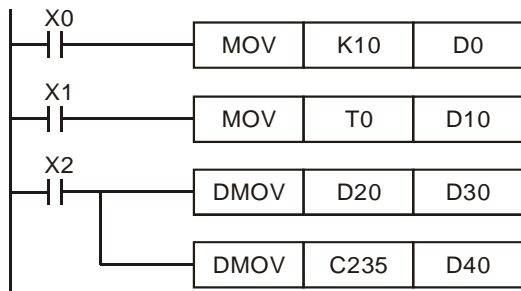 X0
MOV K10 D0
X1
MOV T0 D10
X2
DMOV D20 D30
DMOV C235 D40